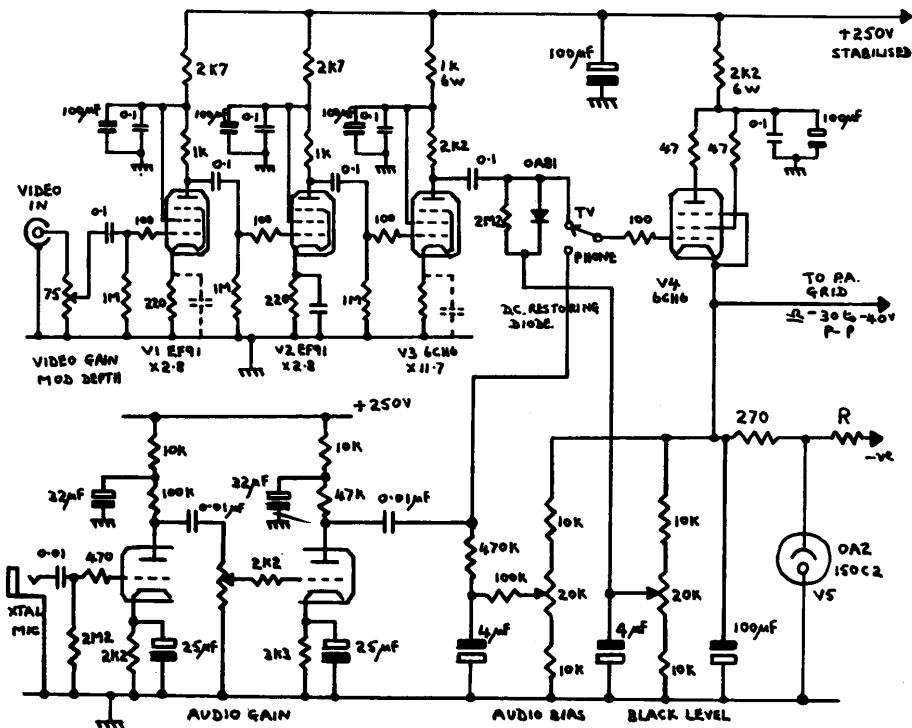 +250V
STABILISED
2K7
2K7
1K
6W
100µF
2K2
6W
100µF
0.1
100µF
0.1
100µF
0.1
1K
0.1
1K
0.1
2K2
0.1
OA81
47
47
0.1
100µF
VIDEO
IN
0.1
100
100
100
2M2
TV
100
PHONE
V4
6CH6
75
1M
220
1M
220
1M
D.C. RESTORING
DIODE.
TO P.A.
GRID
-30 to -40V
P-P
VIDEO GAIN
MOD DEPTH
V1 EF91
X2.8
V2 EF91
X2.8
V3 6CH6
X11.7
+250V
270
R
-ve
10K
10K
32µF
100K
0.01µF
32µF
47K
0.01µF
10K
10K
0.01
470
2K2
470K
100K
20K
20K
OA2
150C2
V5
XTAL
MIC
2M2
2K2
25µF
3K3
25µF
4µF
10K
4µF
10K
100µF
AUDIO GAIN
AUDIO BIAS
BLACK LEVEL